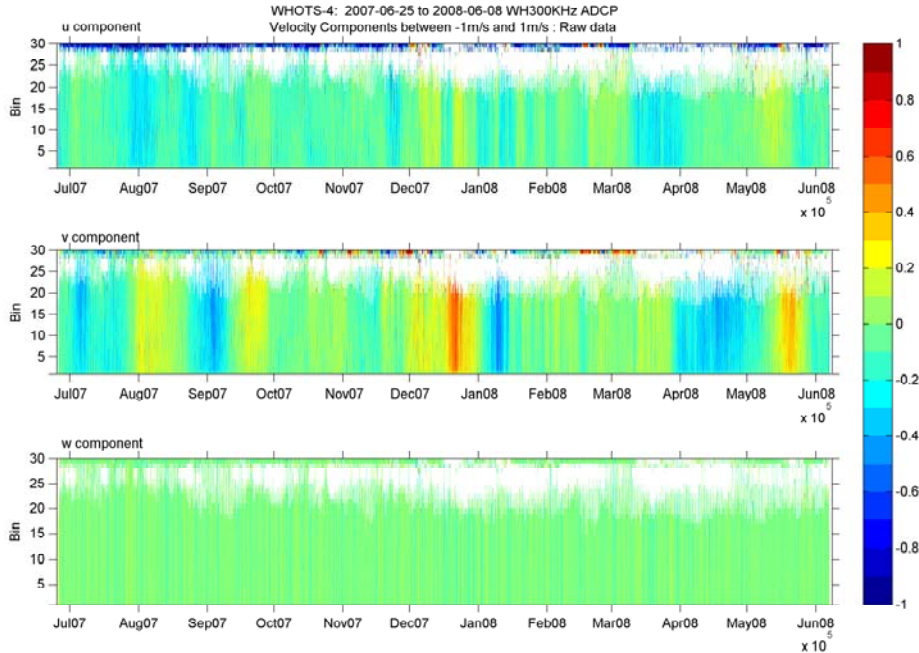 WHOTS-4: 2007-06-25 to 2008-06-08 WH300KHz ADCP
Velocity Components between -1m/s and 1m/s : Raw data
u component
30
25
20
15
10
5
Bin
Jul07 Aug07 Sep07 Oct07 Nov07 Dec07 Jan08 Feb08 Mar08 Apr08 May08 Jun08
x 10^5
v component
30
25
20
15
10
5
Bin
Jul07 Aug07 Sep07 Oct07 Nov07 Dec07 Jan08 Feb08 Mar08 Apr08 May08 Jun08
x 10^5
w component
30
25
20
15
10
5
Bin
Jul07 Aug07 Sep07 Oct07 Nov07 Dec07 Jan08 Feb08 Mar08 Apr08 May08 Jun08
x 10^5
1
0.8
0.6
0.4
0.2
0
-0.2
-0.4
-0.6
-0.8
-1